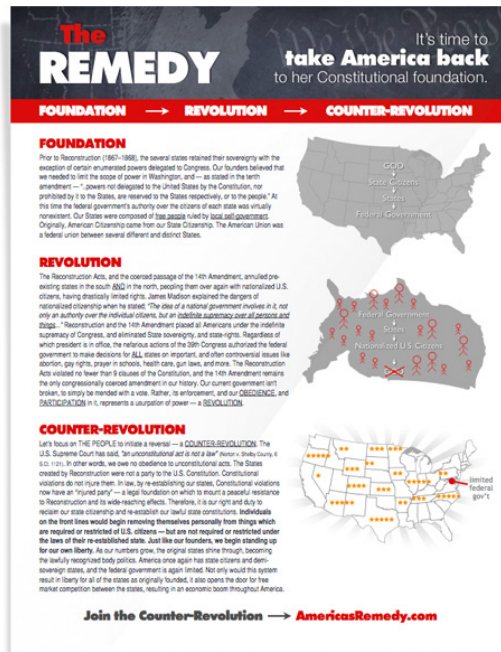 The
REMEDY
It's time to
take America back
to her Constitutional foundation.
FOUNDATION → REVOLUTION → COUNTER-REVOLUTION
FOUNDATION
Prior to Reconstruction (1867–1868), the several states retained their sovereignty with the
exception of certain enumerated powers delegated to Congress. Our founders believed that
we needed to limit the scope of power in Washington, and — as stated in the tenth
amendment — "..powers not delegated to the United States by the Constitution, nor
prohibited by it to the States, are reserved to the States respectively, or to the people." At
this time the federal government's authority over the citizens of each state was virtually
nonexistent. Our States were composed of free people ruled by local self-government.
Originally, American Citizenship came from our State Citizenship. The American Union was
a federal union between several different and distinct States.
GOD
State Citizens
States
Federal Government
REVOLUTION
The Reconstruction Acts, and the coerced passage of the 14th Amendment, annulled pre-
existing states in the south AND in the north, peopling them over again with nationalized U.S.
citizens, having drastically limited rights. James Madison explained the dangers of
nationalized citizenship when he stated, "The idea of a national government involves in it, not
only an authority over the individual citizens, but an indefinite supremacy over all persons and
things..." Reconstruction and the 14th Amendment placed all Americans under the indefinite
supremacy of Congress, and eliminated State sovereignty, and state-rights. Regardless of
which president is in office, the nefarious actions of the 39th Congress authorized the federal
government to make decisions for ALL states on important, and often controversial issues like
abortion, gay rights, prayer in schools, health care, gun laws, and more. The Reconstruction
Acts violated no fewer than 9 clauses of the Constitution, and the 14th Amendment remains
the only congressionally coerced amendment in our history. Our current government isn't
broken, to simply be mended with a vote. Rather, its enforcement, and our OBEDIENCE, and
PARTICIPATION in it, represents a usurpation of power — a REVOLUTION.
Federal Government
States
Nationalized U.S. Citizens
COUNTER-REVOLUTION
Let's focus on THE PEOPLE to initiate a reversal — a COUNTER-REVOLUTION. The
U.S. Supreme Court has said, "an unconstitutional act is not a law" (Norton v. Shelby County, 6
S.D. 1121). In other words, we owe no obedience to unconstitutional acts. The States
created by Reconstruction were not a party to the U.S. Constitution. Constitutional
violations do not injure them. In law, by re-establishing our states, Constitutional violations
now have an "injured party" — a legal foundation on which to mount a peaceful resistance
to Reconstruction and its wide-reaching effects. Therefore, it is our right and duty to
reclaim our state citizenship and re-establish our lawful state constitutions. Individuals
on the front lines would begin removing themselves personally from things which
are required or restricted of U.S. citizens — but are not required or restricted under
the laws of their re-established state. Just like our founders, we begin standing up
for our own liberty. As our numbers grow, the original states shine through, becoming
the lawfully recognized body politics. America once again has state citizens and demi-
sovereign states, and the federal government is again limited. Not only would this system
result in liberty for all of the states as originally founded, it also opens the door for free
market competition between the states, resulting in an economic boom throughout America.
limited
federal
gov't
Join the Counter-Revolution → AmericasRemedy.com